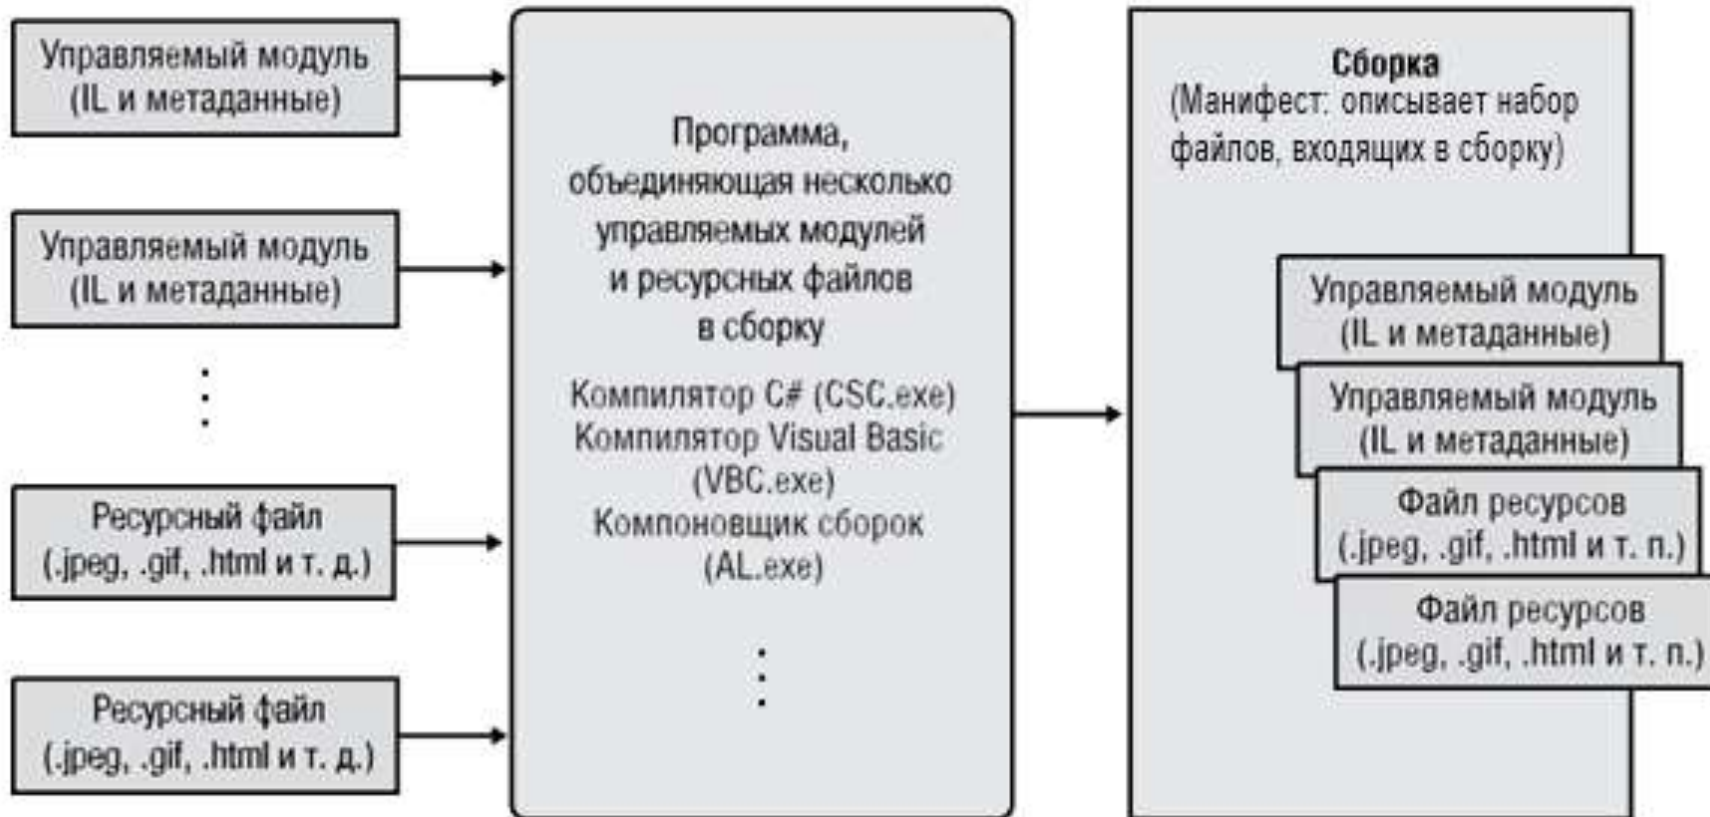 Управляемый модуль
(IL и метаданные)
Управляемый модуль
(IL и метаданные)
Ресурсный файл
(.jpeg, .gif, .html и т. д.)
Ресурсный файл
(.jpeg, .gif, .html и т. д.)
Программа,
объединяющая несколько
управляемых модулей
и ресурсных файлов
в сборку
Компилятор C# (CSC.exe)
Компилятор Visual Basic
(VBC.exe)
Компоновщик сборок
(AL.exe)
Сборка
(Манифест: описывает набор
файлов, входящих в сборку)
Управляемый модуль
(IL и метаданные)
Управляемый модуль
(IL и метаданные)
Файл ресурсов
(.jpeg, .gif, .html и т. п.)
Файл ресурсов
(.jpeg, .gif, .html и т. п.)